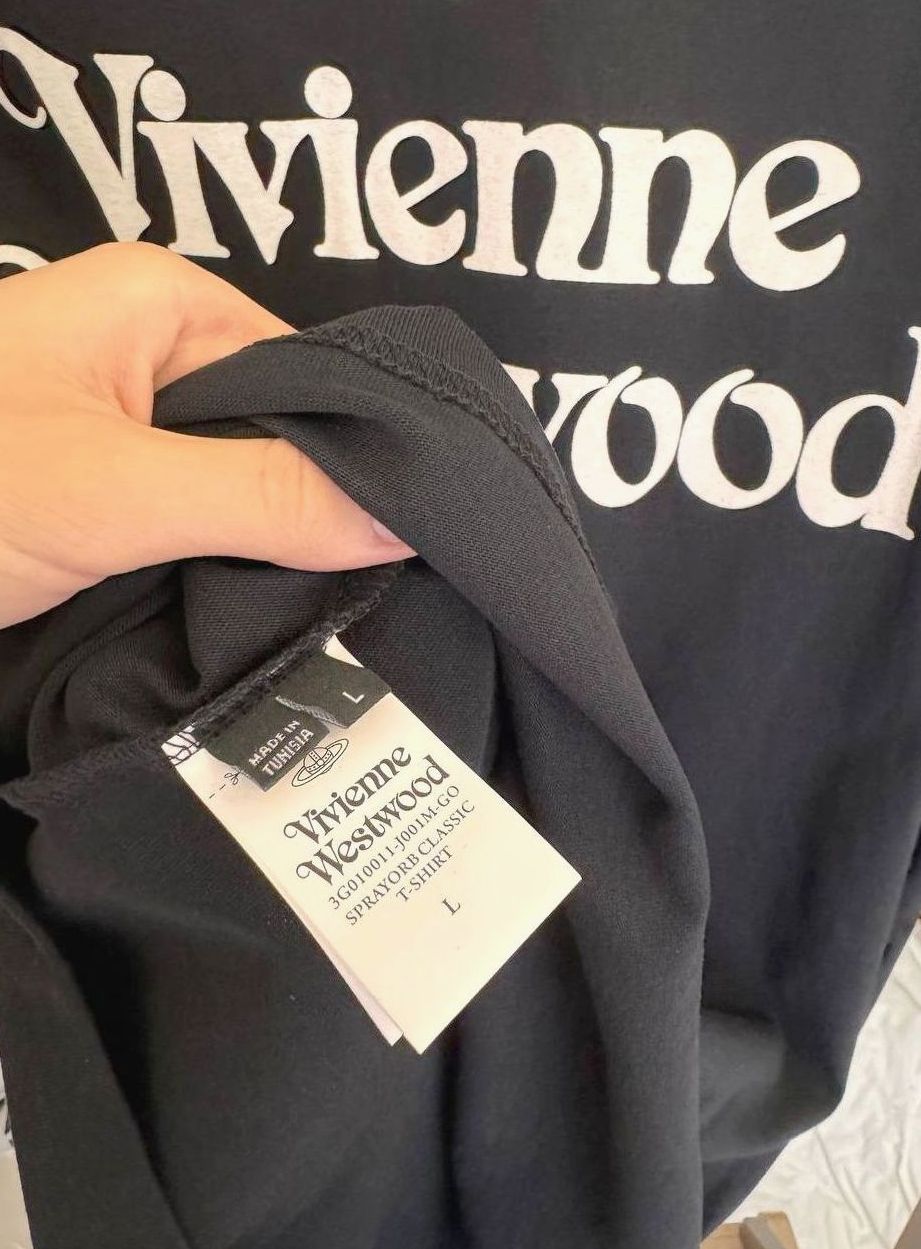 Vivienne
wood
L
MADE IN
TUNISIA
Vivienne
Westwood
3G010011-J001M-GO
SPRAYORB CLASSIC
T-SHIRT
L